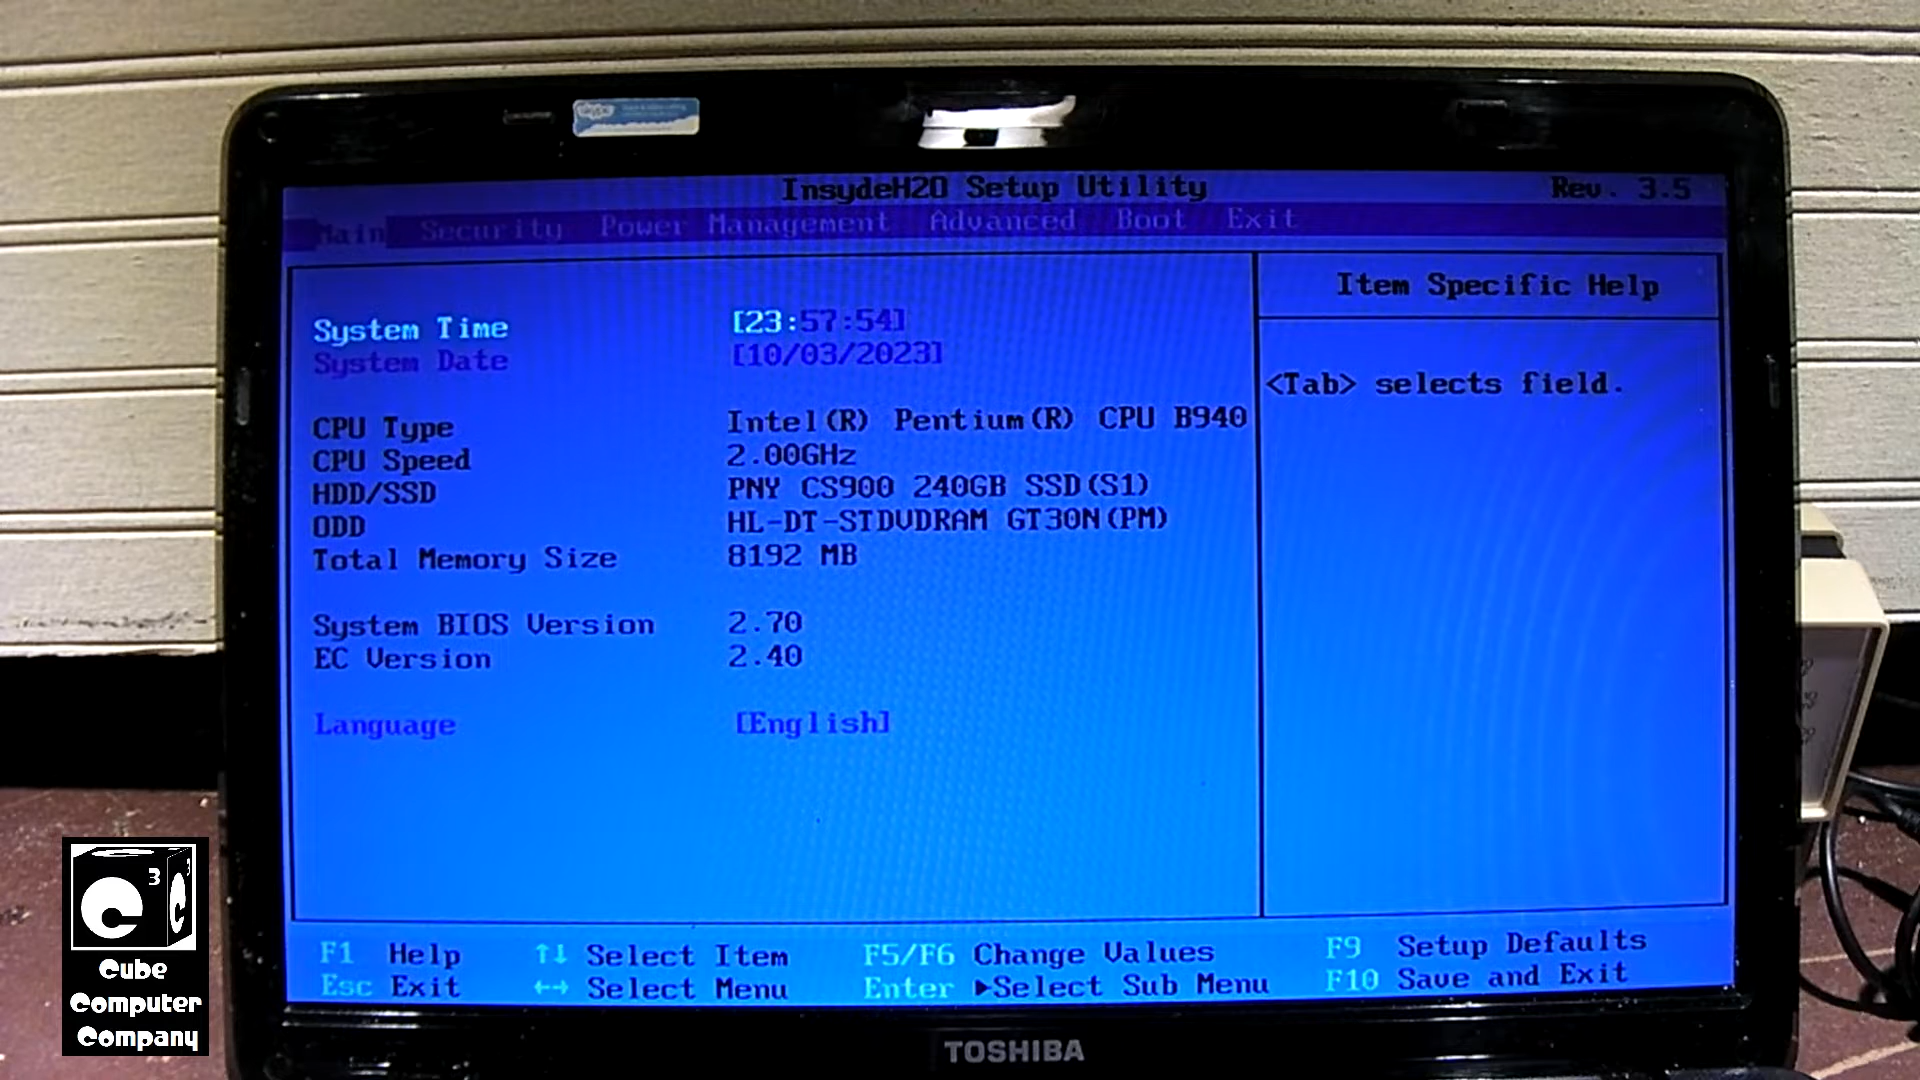 skype
InsydeH2O Setup Utility Rev. 3.5
Main Security Power Management Advanced Boot Exit
Item Specific Help
System Time [23:57:54]
System Date [10/03/2023]
<Tab> selects field.
CPU Type Intel(R) Pentium(R) CPU B940
CPU Speed 2.00GHz
HDD/SSD PNY CS900 240GB SSD(S1)
ODD HL-DT-STDVDRAM GT30N(PM)
Total Memory Size 8192 MB
System BIOS Version 2.70
EC Version 2.40
Language [English]
F1 Help ↑↓ Select Item F5/F6 Change Values F9 Setup Defaults
Esc Exit ←→ Select Menu Enter ▶Select Sub Menu F10 Save and Exit
TOSHIBA
C 3 C 3
Cube
Computer
Company